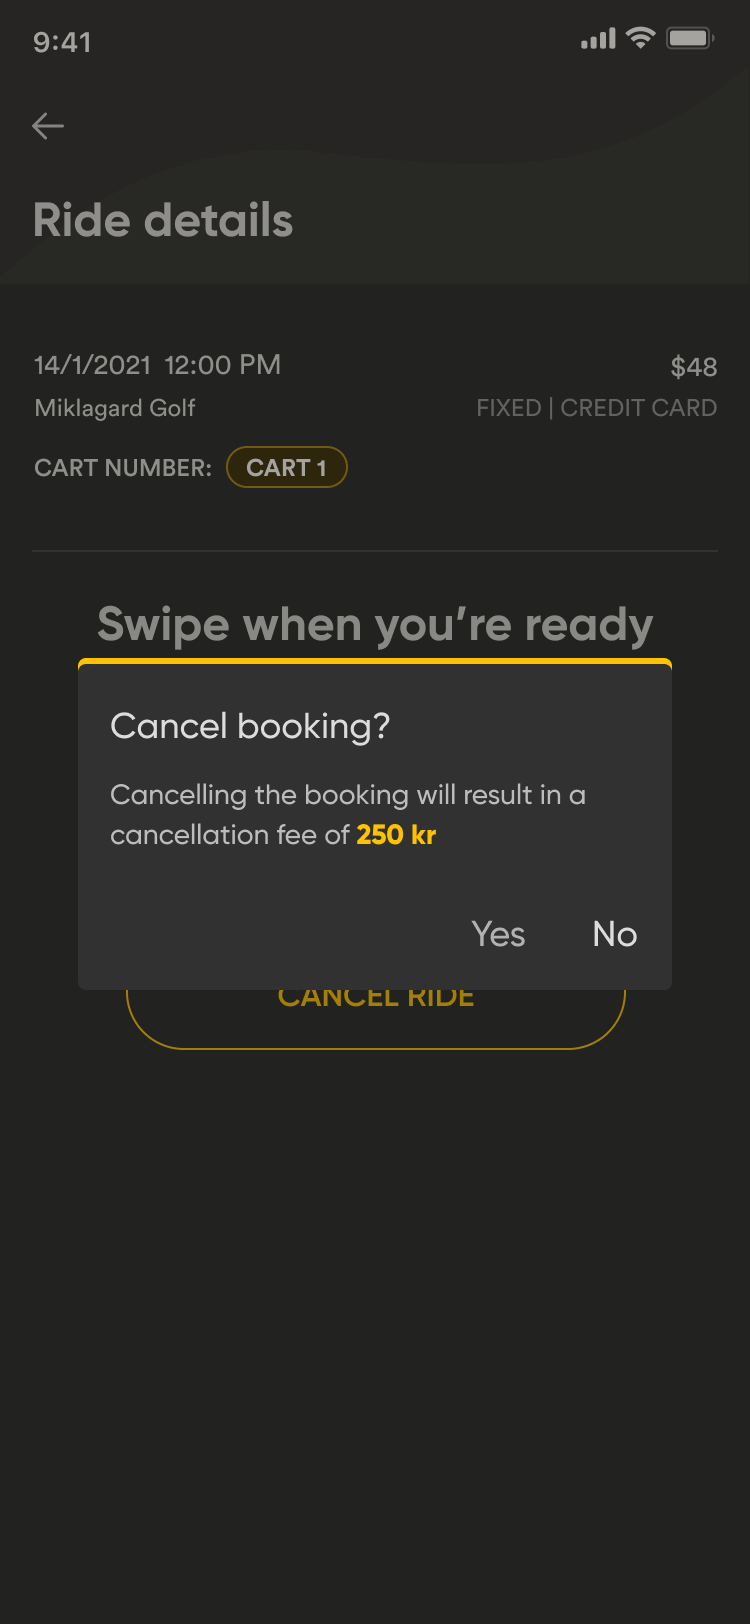 9:41
Ride details
14/1/2021 12:00 PM
$48
Miklagard Golf
FIXED | CREDIT CARD
CART NUMBER: CART 1
Swipe when you’re ready
Cancel booking?
Cancelling the booking will result in a
cancellation fee of 250 kr
Yes No
CANCEL RIDE